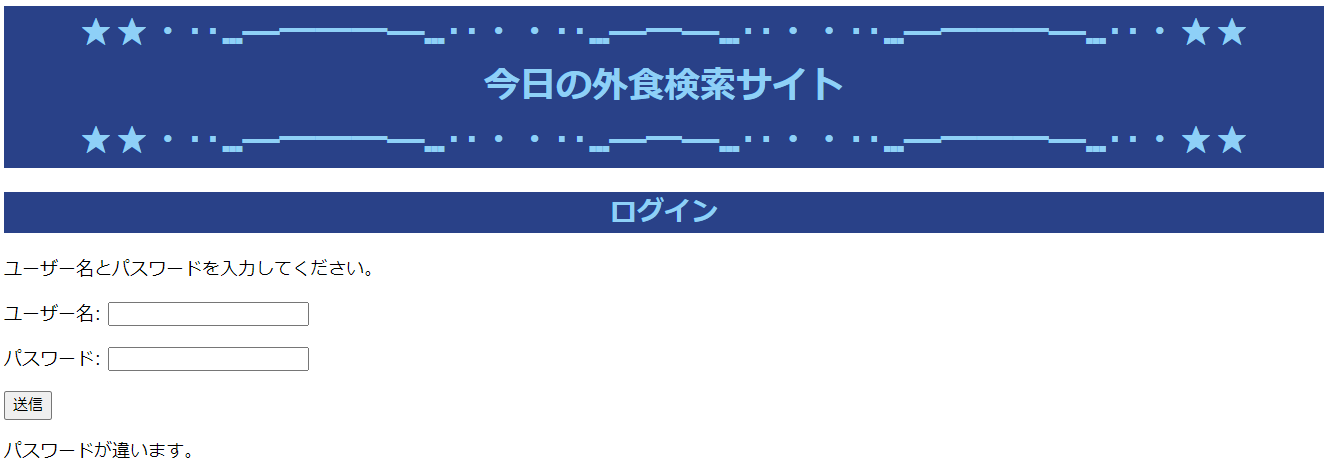 ★★・‥…━━━━━…‥・・‥…━━━…‥・・‥…━━━━━…‥・★★
今日の外食検索サイト
★★・‥…━━━━━…‥・・‥…━━━…‥・・‥…━━━━━…‥・★★
ログイン
ユーザー名とパスワードを入力してください。
ユーザー名:
パスワード:
送信
パスワードが違います。